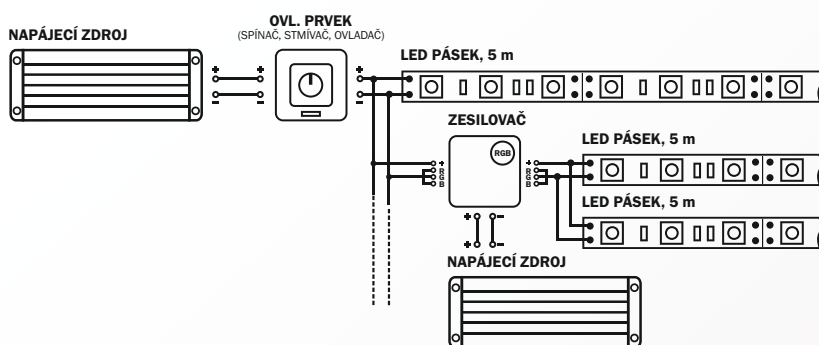 NAPÁJECÍ ZDROJ
OVL. PRVEK
(SPÍNAČ, STMÍVAČ, OVLADAČ)
LED PÁSEK, 5 m
+ + +
– – –
ZESILOVAČ
RGB
LED PÁSEK, 5 m
+ +
R R
G G
B B
LED PÁSEK, 5 m
+ –
+ –
NAPÁJECÍ ZDROJ